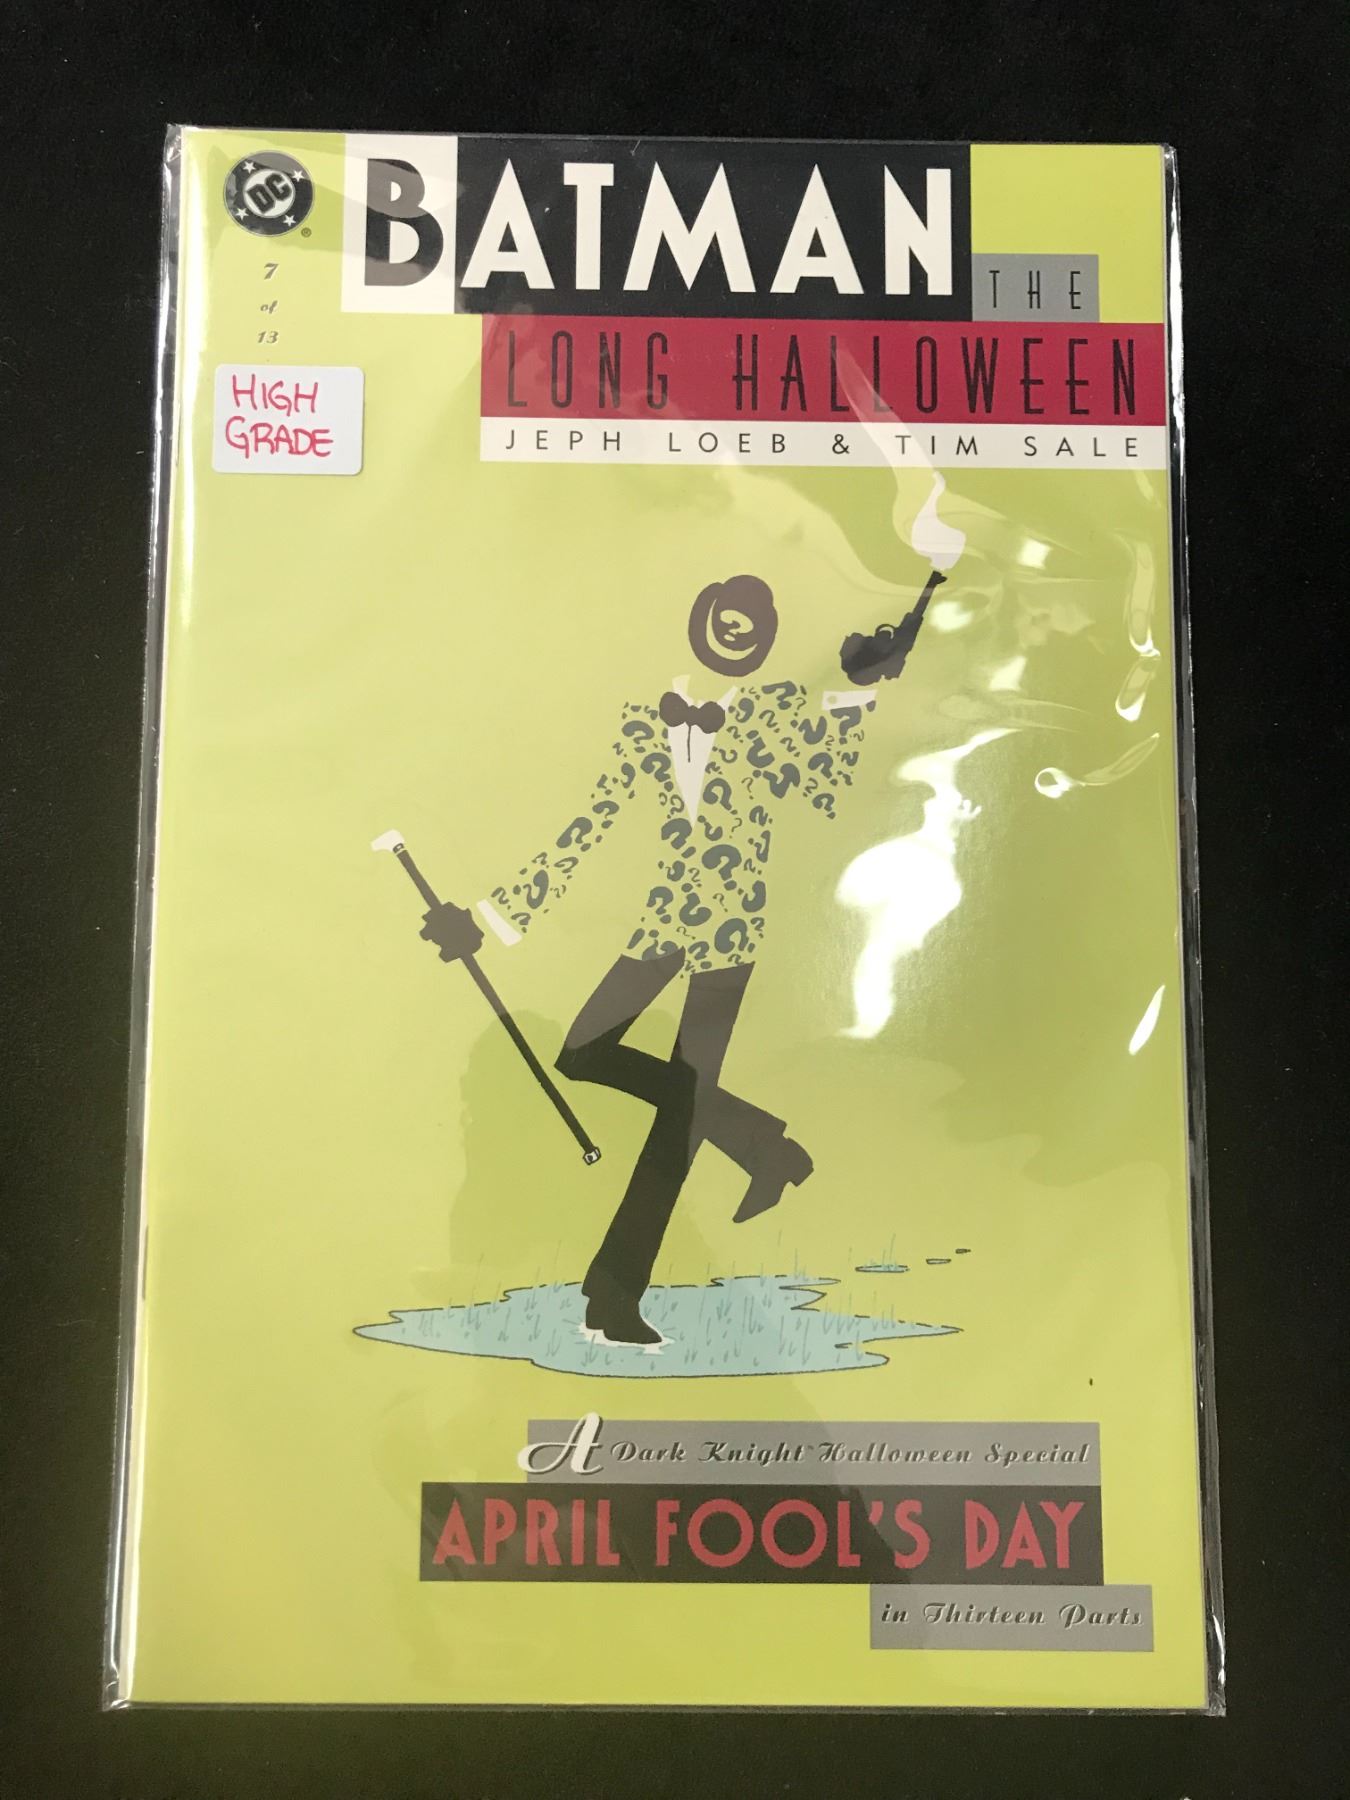 DC
®
BATMAN
THE
LONG HALLOWEEN
JEPH LOEB & TIM SALE
7
of
13
HIGH
GRADE
A Dark Knight™ Halloween Special
APRIL FOOL'S DAY
in Thirteen Parts